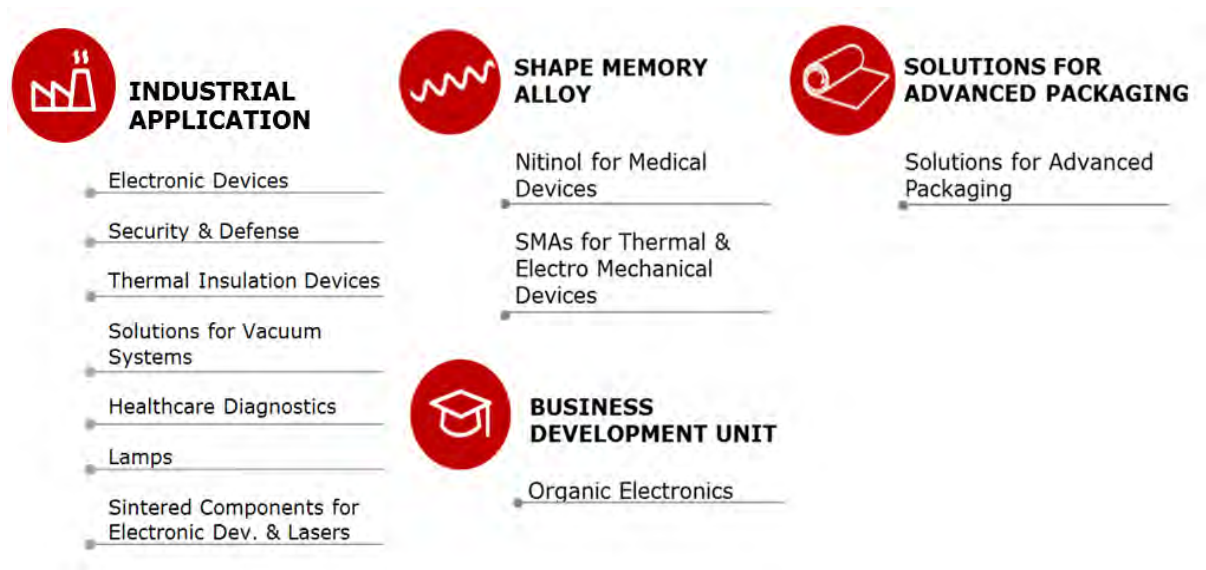 INDUSTRIAL
APPLICATION
Electronic Devices
Security & Defense
Thermal Insulation Devices
Solutions for Vacuum
Systems
Healthcare Diagnostics
Lamps
Sintered Components for
Electronic Dev. & Lasers
SHAPE MEMORY
ALLOY
Nitinol for Medical
Devices
SMAs for Thermal &
Electro Mechanical
Devices
BUSINESS
DEVELOPMENT UNIT
Organic Electronics
SOLUTIONS FOR
ADVANCED PACKAGING
Solutions for Advanced
Packaging